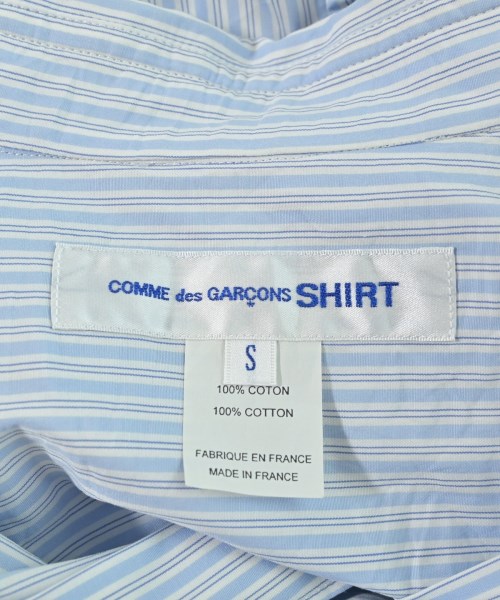 COMME des GARÇONS SHIRT
*
S
100% COTON
100% COTTON
FABRIQUE EN FRANCE
MADE IN FRANCE